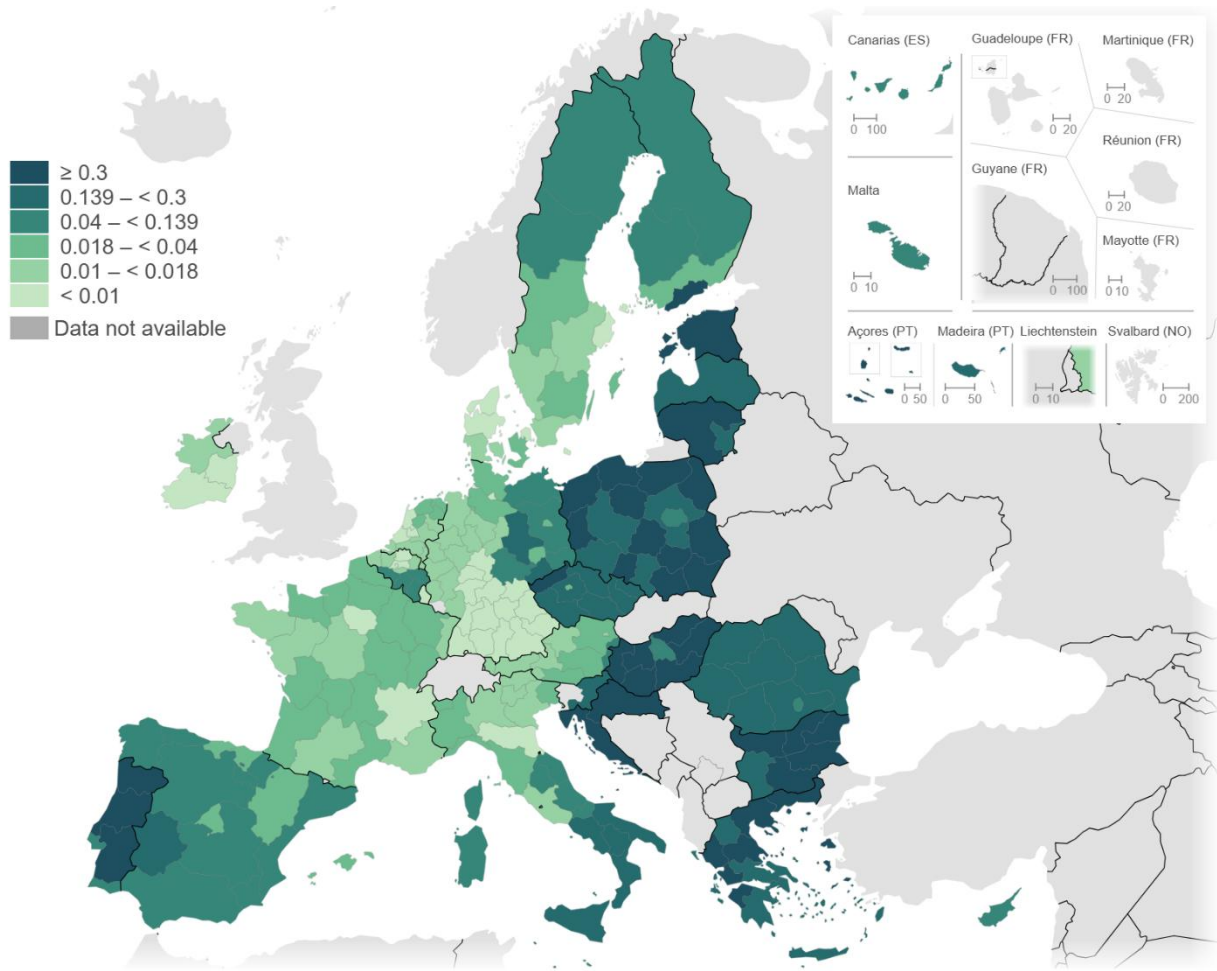 ≥ 0.3
0.139 – < 0.3
0.04 – < 0.139
0.018 – < 0.04
0.01 – < 0.018
< 0.01
Data not available
Canarias (ES)
0 100
Guadeloupe (FR)
0 20
Martinique (FR)
0 20
Malta
0 10
Guyane (FR)
0 100
Réunion (FR)
0 20
Mayotte (FR)
0 10
Açores (PT)
0 50
Madeira (PT)
0 50
Liechtenstein
0 10
Svalbard (NO)
0 200